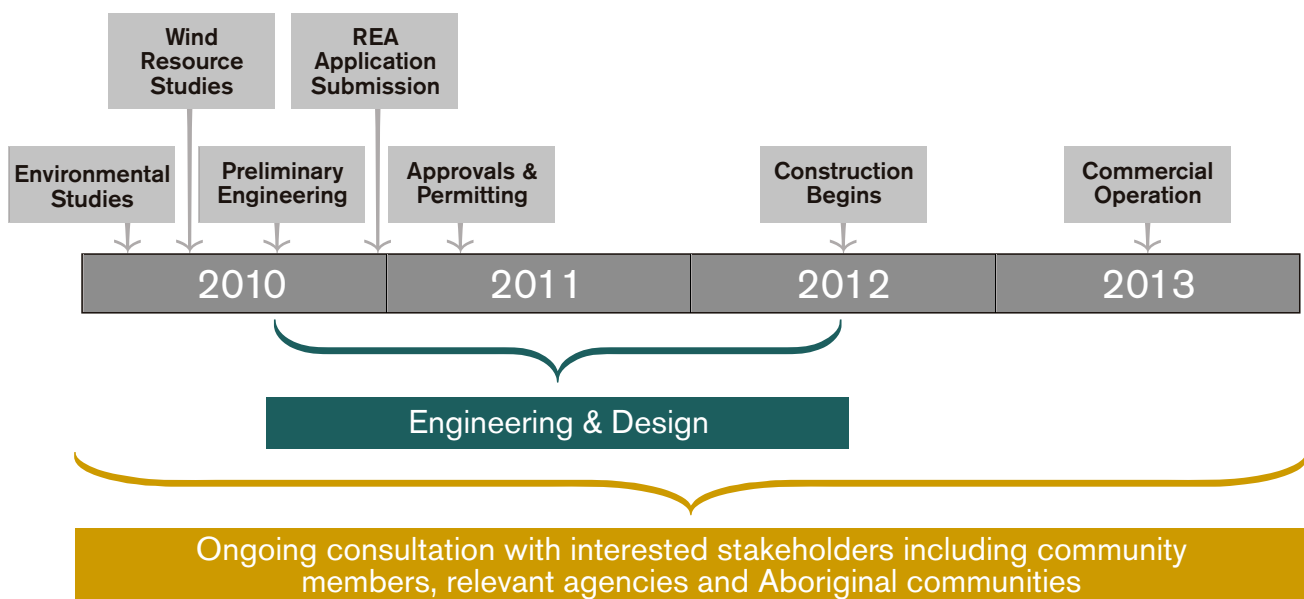 Wind
Resource
Studies
REA
Application
Submission
Environmental
Studies
Preliminary
Engineering
Approvals &
Permitting
Construction
Begins
Commercial
Operation
2010
2011
2012
2013
Engineering & Design
Ongoing consultation with interested stakeholders including community
members, relevant agencies and Aboriginal communities